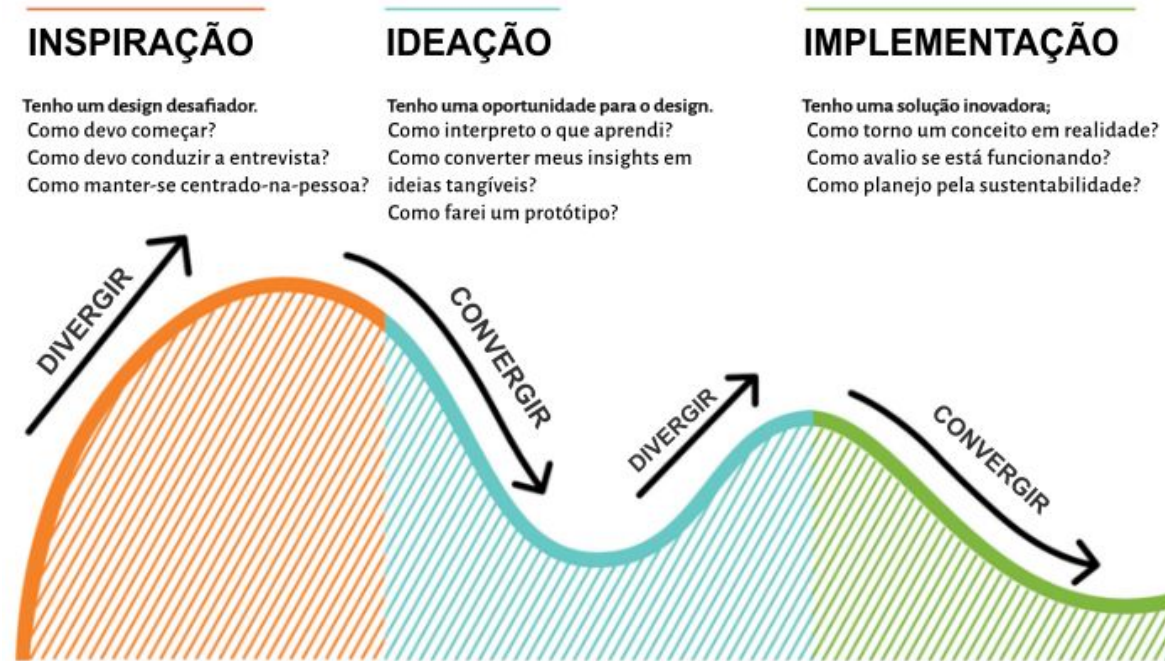 INSPIRAÇÃO
Tenho um design desafiador.
Como devo começar?
Como devo conduzir a entrevista?
Como manter-se centrado-na-pessoa?
IDEAÇÃO
Tenho uma oportunidade para o design.
Como interpreto o que aprendi?
Como converter meus insights em
ideias tangíveis?
Como farei um protótipo?
IMPLEMENTAÇÃO
Tenho uma solução inovadora;
Como torno um conceito em realidade?
Como avalio se está funcionando?
Como planejo pela sustentabilidade?
DIVERGIR
CONVERGIR
DIVERGIR
CONVERGIR